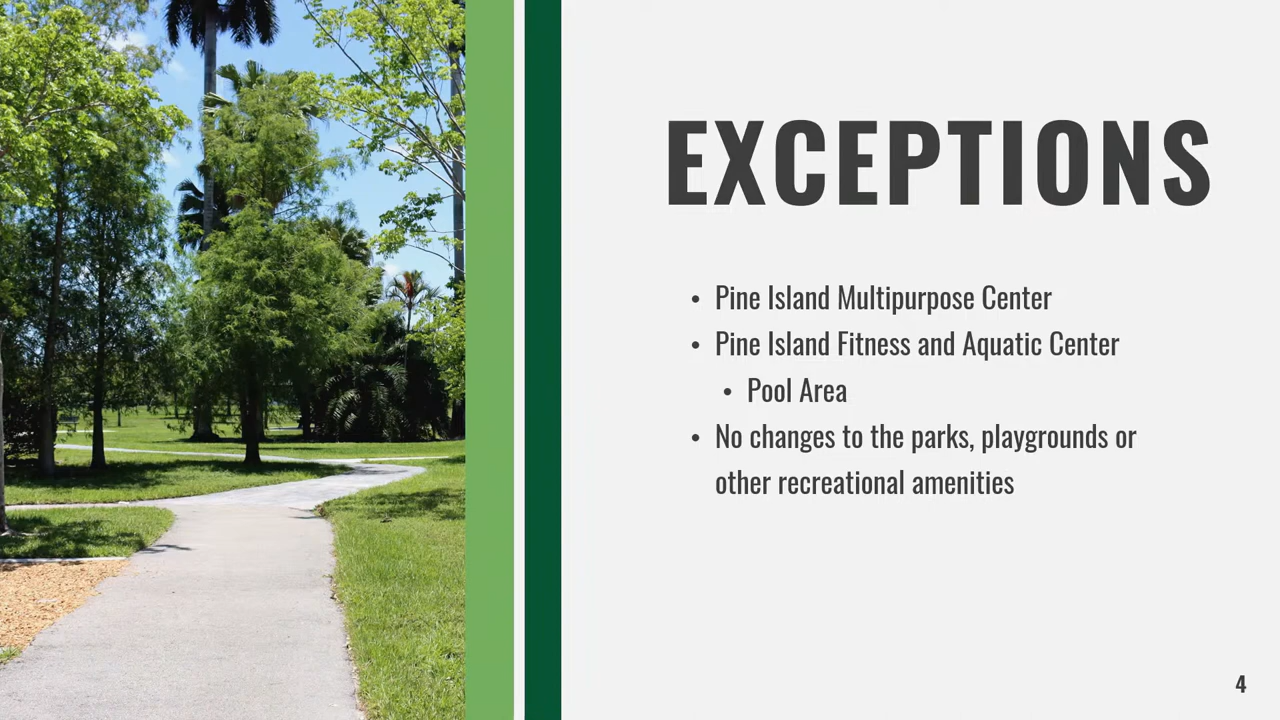 EXCEPTIONS
• Pine Island Multipurpose Center
• Pine Island Fitness and Aquatic Center
• Pool Area
• No changes to the parks, playgrounds or
other recreational amenities
4